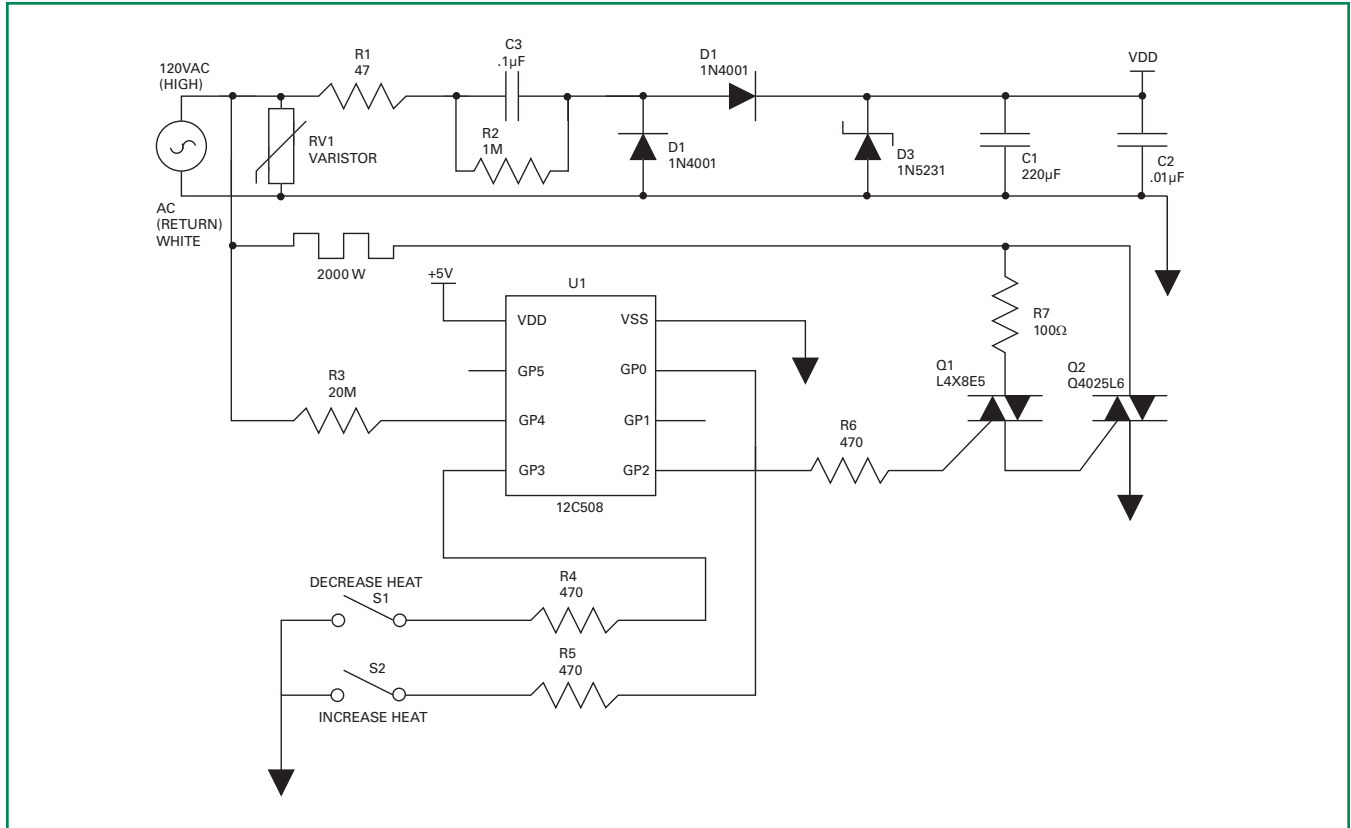 120VAC
(HIGH)
R1
47
C3
.1µF
D1
1N4001
VDD
RV1
VARISTOR
R2
1M
D1
1N4001
D3
1N5231
C1
220µF
C2
.01µF
AC
(RETURN)
WHITE
2000 W
+5V
U1
VDD
VSS
R7
100Ω
GP5
GP0
Q1
L4X8E5
Q2
Q4025L6
R3
20M
GP4
GP1
R6
470
GP3
GP2
12C508
DECREASE HEAT
S1
R4
470
S2
R5
470
INCREASE HEAT